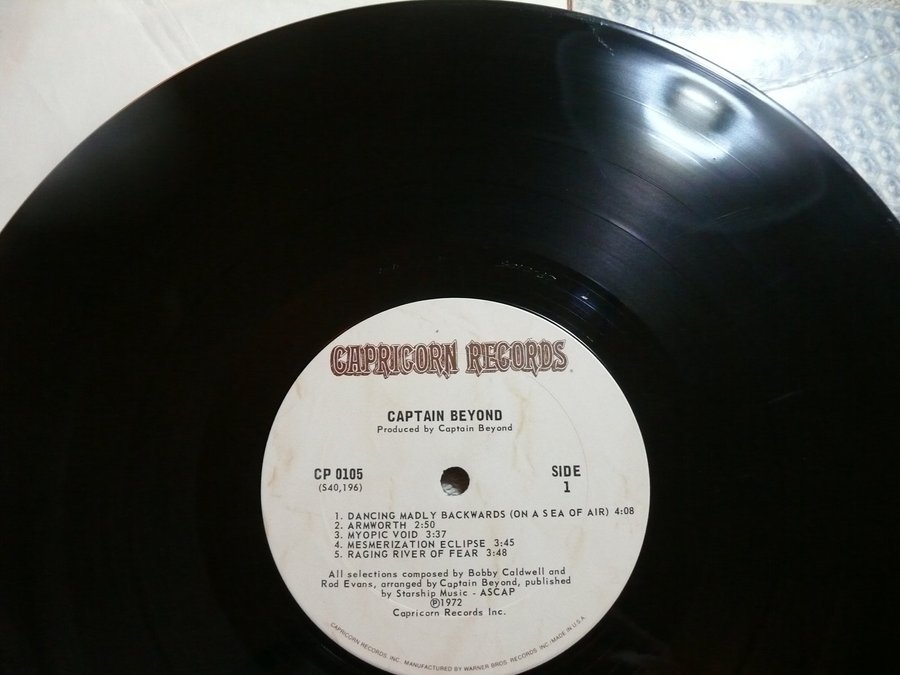 CAPRICORN RECORDS
CAPTAIN BEYOND
Produced by Captain Beyond
CP 0105
(S40,196)
SIDE
1
1. DANCING MADLY BACKWARDS (ON A SEA OF AIR) 4:08
2. ARMWORTH 2:50
3. MYOPIC VOID 3:37
4. MESMERIZATION ECLIPSE 3:45
5. RAGING RIVER OF FEAR 3:48
All selections composed by Bobby Caldwell and
Rod Evans, arranged by Captain Beyond, published
by Starship Music - ASCAP
Ⓟ1972
Capricorn Records Inc.
CAPRICORN RECORDS INC. MANUFACTURED BY WARNER BROS. RECORDS INC. MADE IN U.S.A.